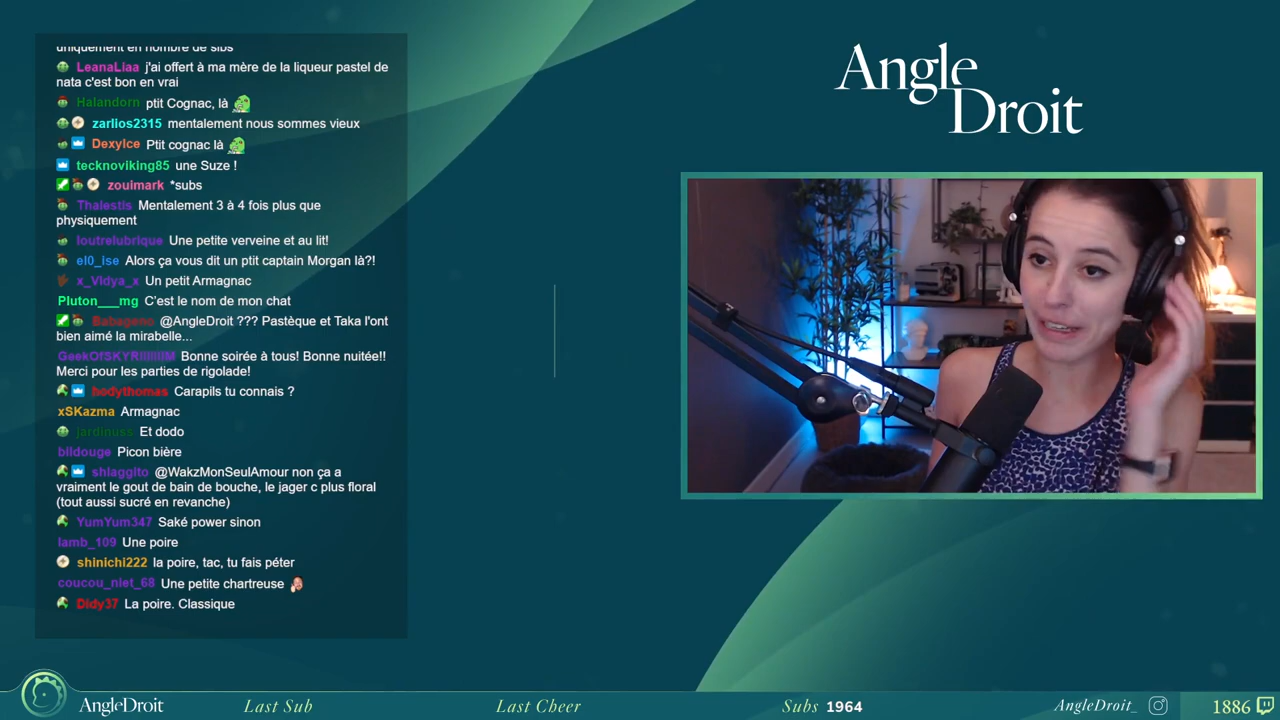 uniquement en nombre de sibs
LeanaLiaa j'ai offert à ma mère de la liqueur pastel de
nata c'est bon en vrai
Halandorn ptit Cognac, là
zarlios2315 mentalement nous sommes vieux
DexyIce Ptit cognac là
tecknoviking85 une Suze !
zouimark *subs
Thalestis Mentalement 3 à 4 fois plus que
physiquement
loutrelubrique Une petite verveine et au lit!
el0_ise Alors ça vous dit un ptit captain Morgan là?!
x_Vidya_x Un petit Armagnac
Pluton___mg C'est le nom de mon chat
Babageno @AngleDroit ??? Pastèque et Taka l'ont
bien aimé la mirabelle...
Bonne soirée à tous! Bonne nuitée!!
Merci pour les parties de rigolade!
hodythomas Carapils tu connais ?
xSKazma Armagnac
jardinuss Et dodo
blldouge Picon bière
shlaggito @WakzMonSeulAmour non ça a
vraiment le gout de bain de bouche, le jager c plus floral
(tout aussi sucré en revanche)
YumYum347 Saké power sinon
lamb_109 Une poire
shinichi222 la poire, tac, tu fais péter
coucou_niet_68 Une petite chartreuse
Didy37 La poire. Classique
Angle
Droit
AngleDroit
Last Sub
Last Cheer
Subs 1964
AngleDroit_
1886